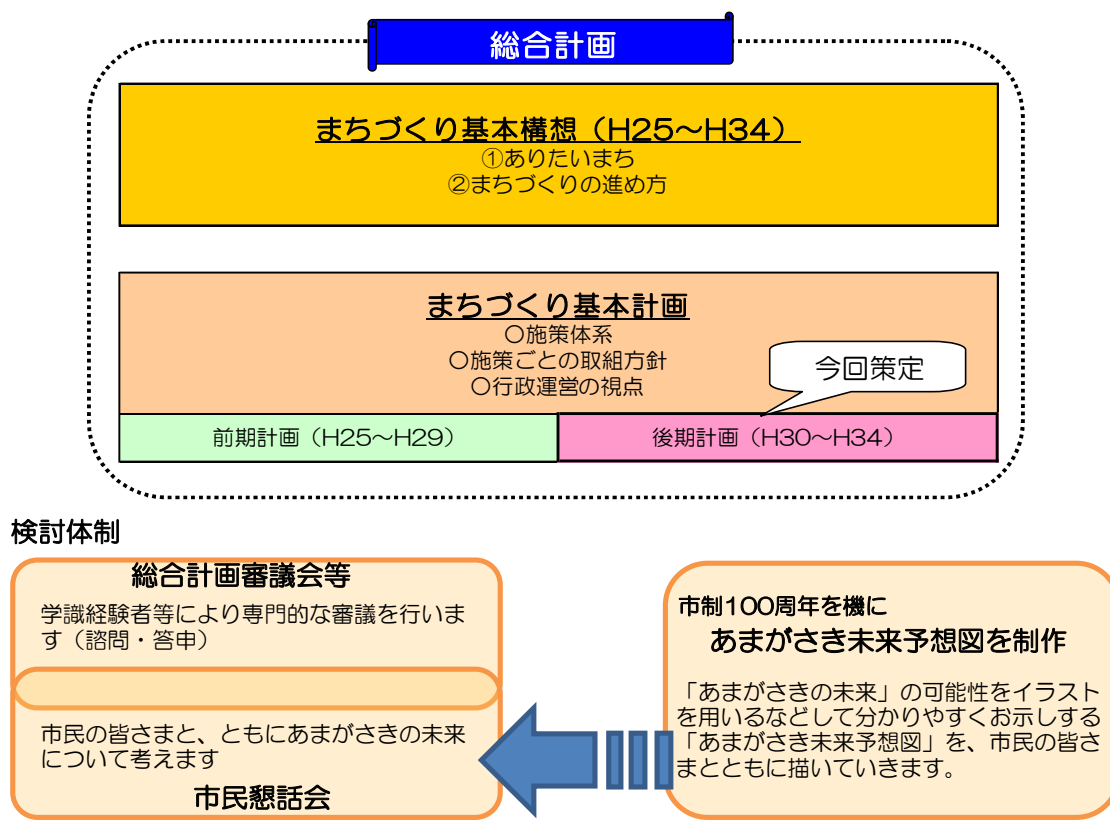 総合計画
まちづくり基本構想（H25～H34）
①ありたいまち
②まちづくりの進め方
まちづくり基本計画
○施策体系
○施策ごとの取組方針
○行政運営の視点
今回策定
前期計画（H25～H29）
後期計画（H30～H34）
検討体制
総合計画審議会等
学識経験者等により専門的な審議を行いま
す（諮問・答申）
市民の皆さまと、ともにあまがさきの未来
について考えます
市民懇話会
市制100周年を機に
あまがさき未来予想図を制作
「あまがさきの未来」の可能性をイラスト
を用いるなどして分かりやすくお示しする
「あまがさき未来予想図」を、市民の皆さ
まとともに描いていきます。